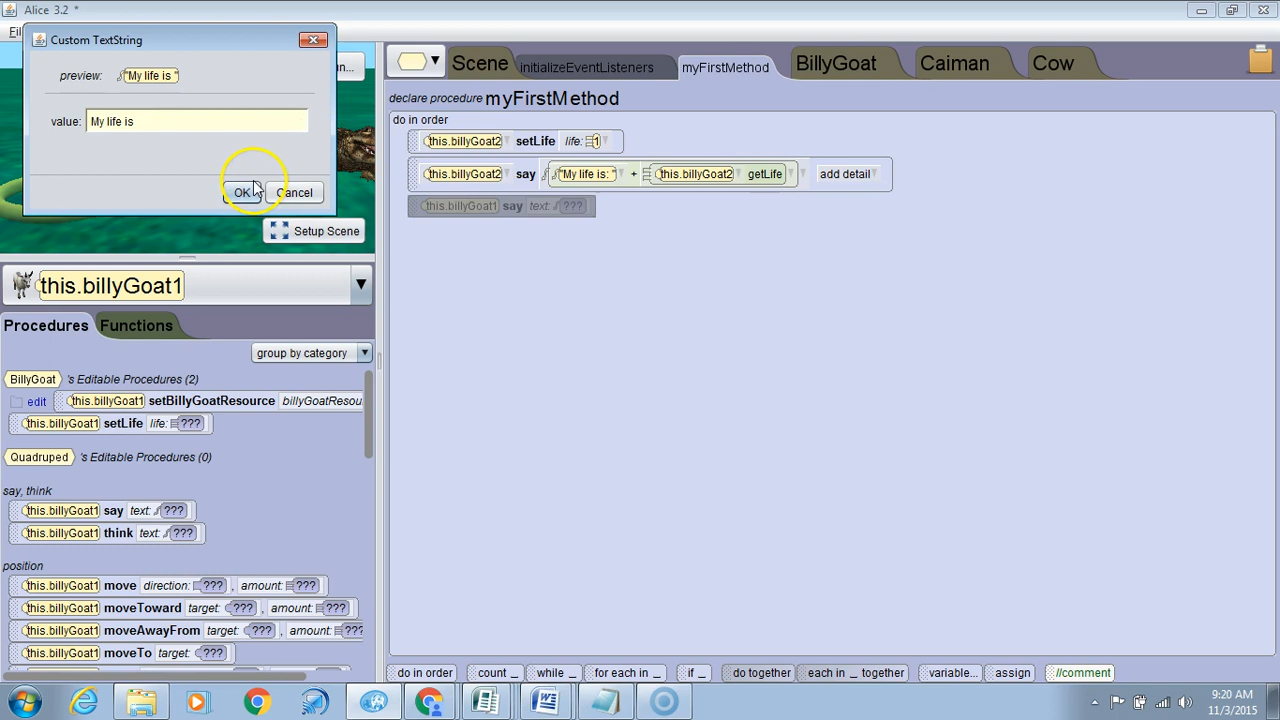 Alice 3.2 *
Custom TextString
preview: "My life is "
value: My life is
OK Cancel
un...
Setup Scene
this.billyGoat1
Procedures Functions
group by category
BillyGoat 's Editable Procedures (2)
edit this.billyGoat1 setBillyGoatResource billyGoatResou
this.billyGoat1 setLife life: ???
Quadruped 's Editable Procedures (0)
say, think
this.billyGoat1 say text: ???
this.billyGoat1 think text: ???
position
this.billyGoat1 move direction: ??? , amount: ???
this.billyGoat1 moveToward target: ??? , amount: ???
this.billyGoat1 moveAwayFrom target: ??? , amount: ???
this.billyGoat1 moveTo target: ???
Scene initializeEventListeners myFirstMethod BillyGoat Caiman Cow
declare procedure myFirstMethod
do in order
this.billyGoat2 setLife life: 1
this.billyGoat2 say "My life is: " + this.billyGoat2 getLife add detail
this.billyGoat1 say text: ???
do in order count _ while _ for each in _ if _ do together each in _ together variable... assign //comment
9:20 AM
11/3/2015